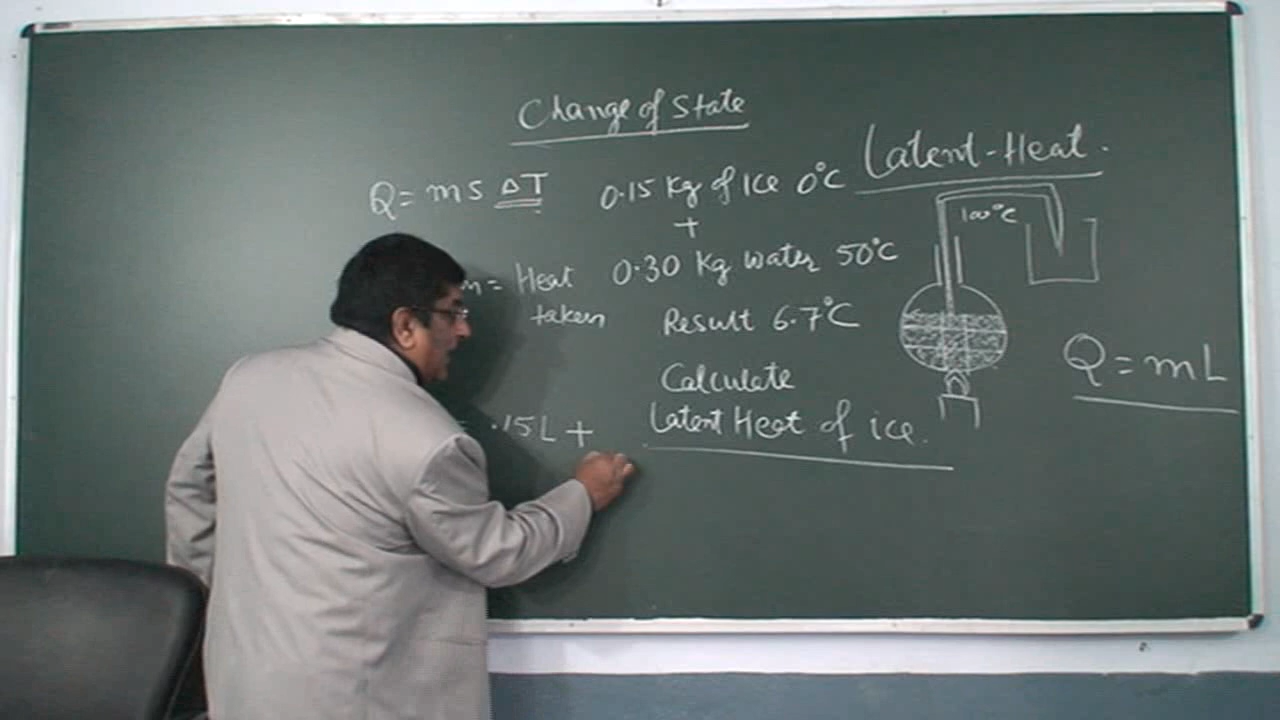 Change of State
Latent-Heat.
Q = m s ΔT
0.15 Kg of Ice 0°C
+
100°C
0.30 Kg water 50°C
= Heat
taken
Result 6.7°C
Q = mL
Calculate
Latent Heat of ice.
= .15L +